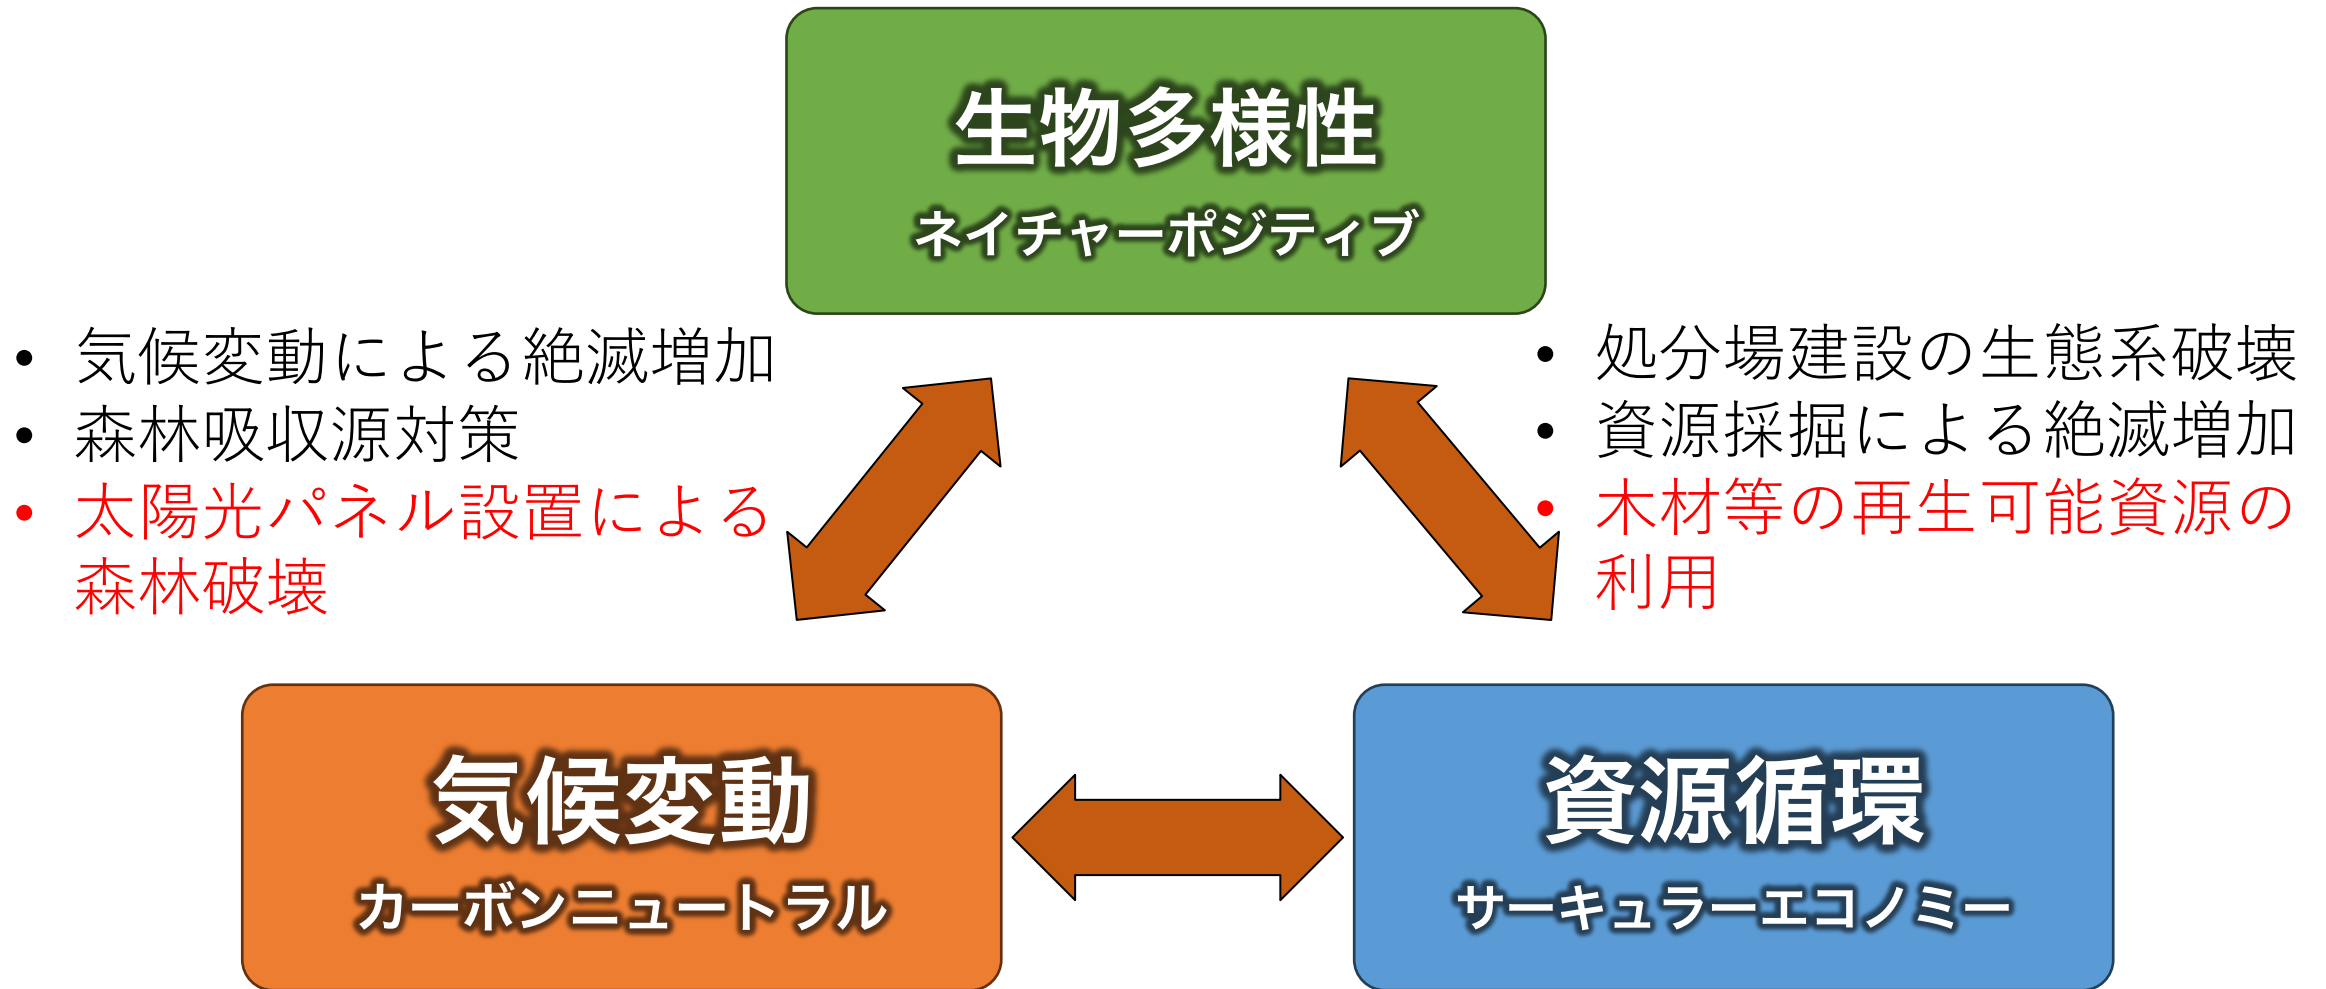 生物多様性
ネイチャーポジティブ
• 気候変動による絶滅増加
• 森林吸収源対策
• 太陽光パネル設置による
森林破壊
• 処分場建設の生態系破壊
• 資源採掘による絶滅増加
• 木材等の再生可能資源の
利用
気候変動
カーボンニュートラル
資源循環
サーキュラーエコノミー